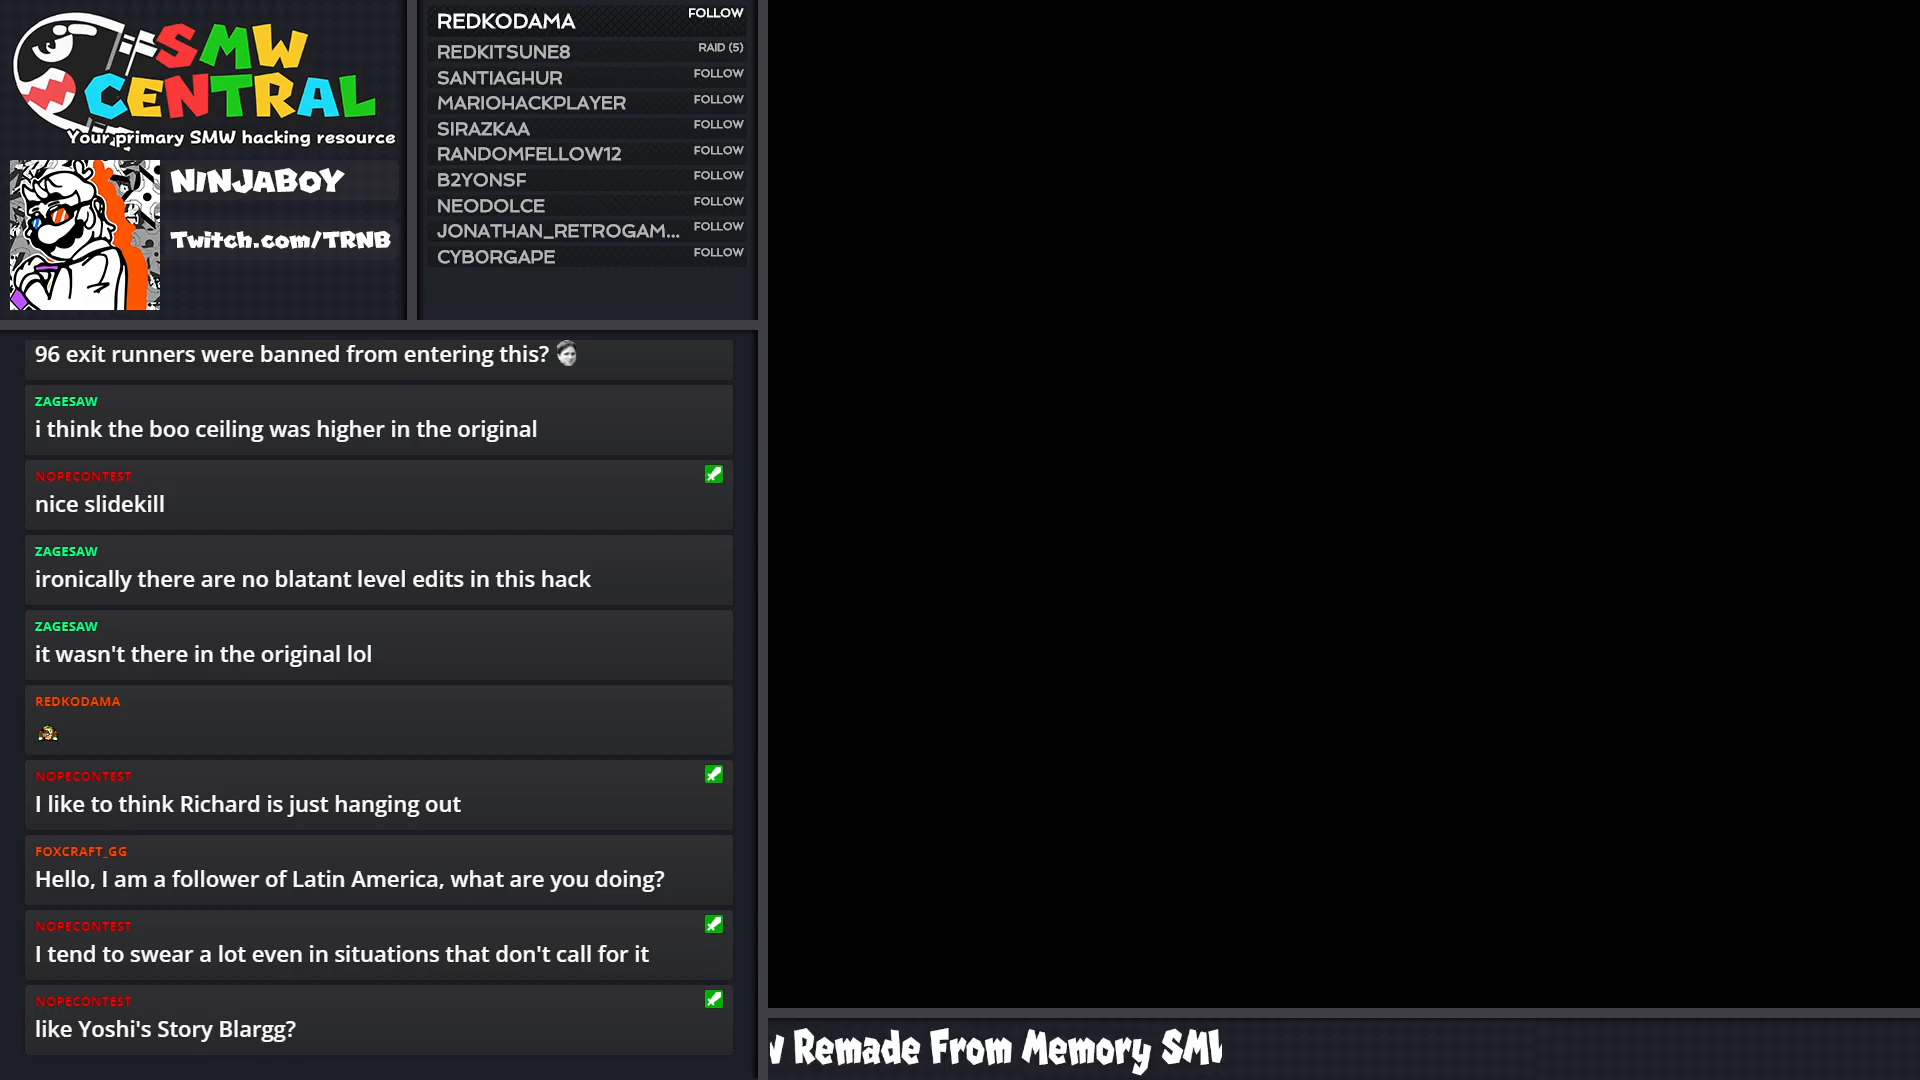 SMW
CENTRAL
Your primary SMW hacking resource
NINJABOY
Twitch.com/TRNB
REDKODAMA FOLLOW
REDKITSUNE8 RAID (5)
SANTIAGHUR FOLLOW
MARIOHACKPLAYER FOLLOW
SIRAZKAA FOLLOW
RANDOMFELLOW12 FOLLOW
B2YONSF FOLLOW
NEODOLCE FOLLOW
JONATHAN_RETROGAM... FOLLOW
CYBORGAPE FOLLOW
96 exit runners were banned from entering this?
ZAGESAW
i think the boo ceiling was higher in the original
NOPECONTEST
nice slidekill
ZAGESAW
ironically there are no blatant level edits in this hack
ZAGESAW
it wasn't there in the original lol
REDKODAMA
NOPECONTEST
I like to think Richard is just hanging out
FOXCRAFT_GG
Hello, I am a follower of Latin America, what are you doing?
NOPECONTEST
I tend to swear a lot even in situations that don't call for it
NOPECONTEST
like Yoshi's Story Blargg?
Remade From Memory